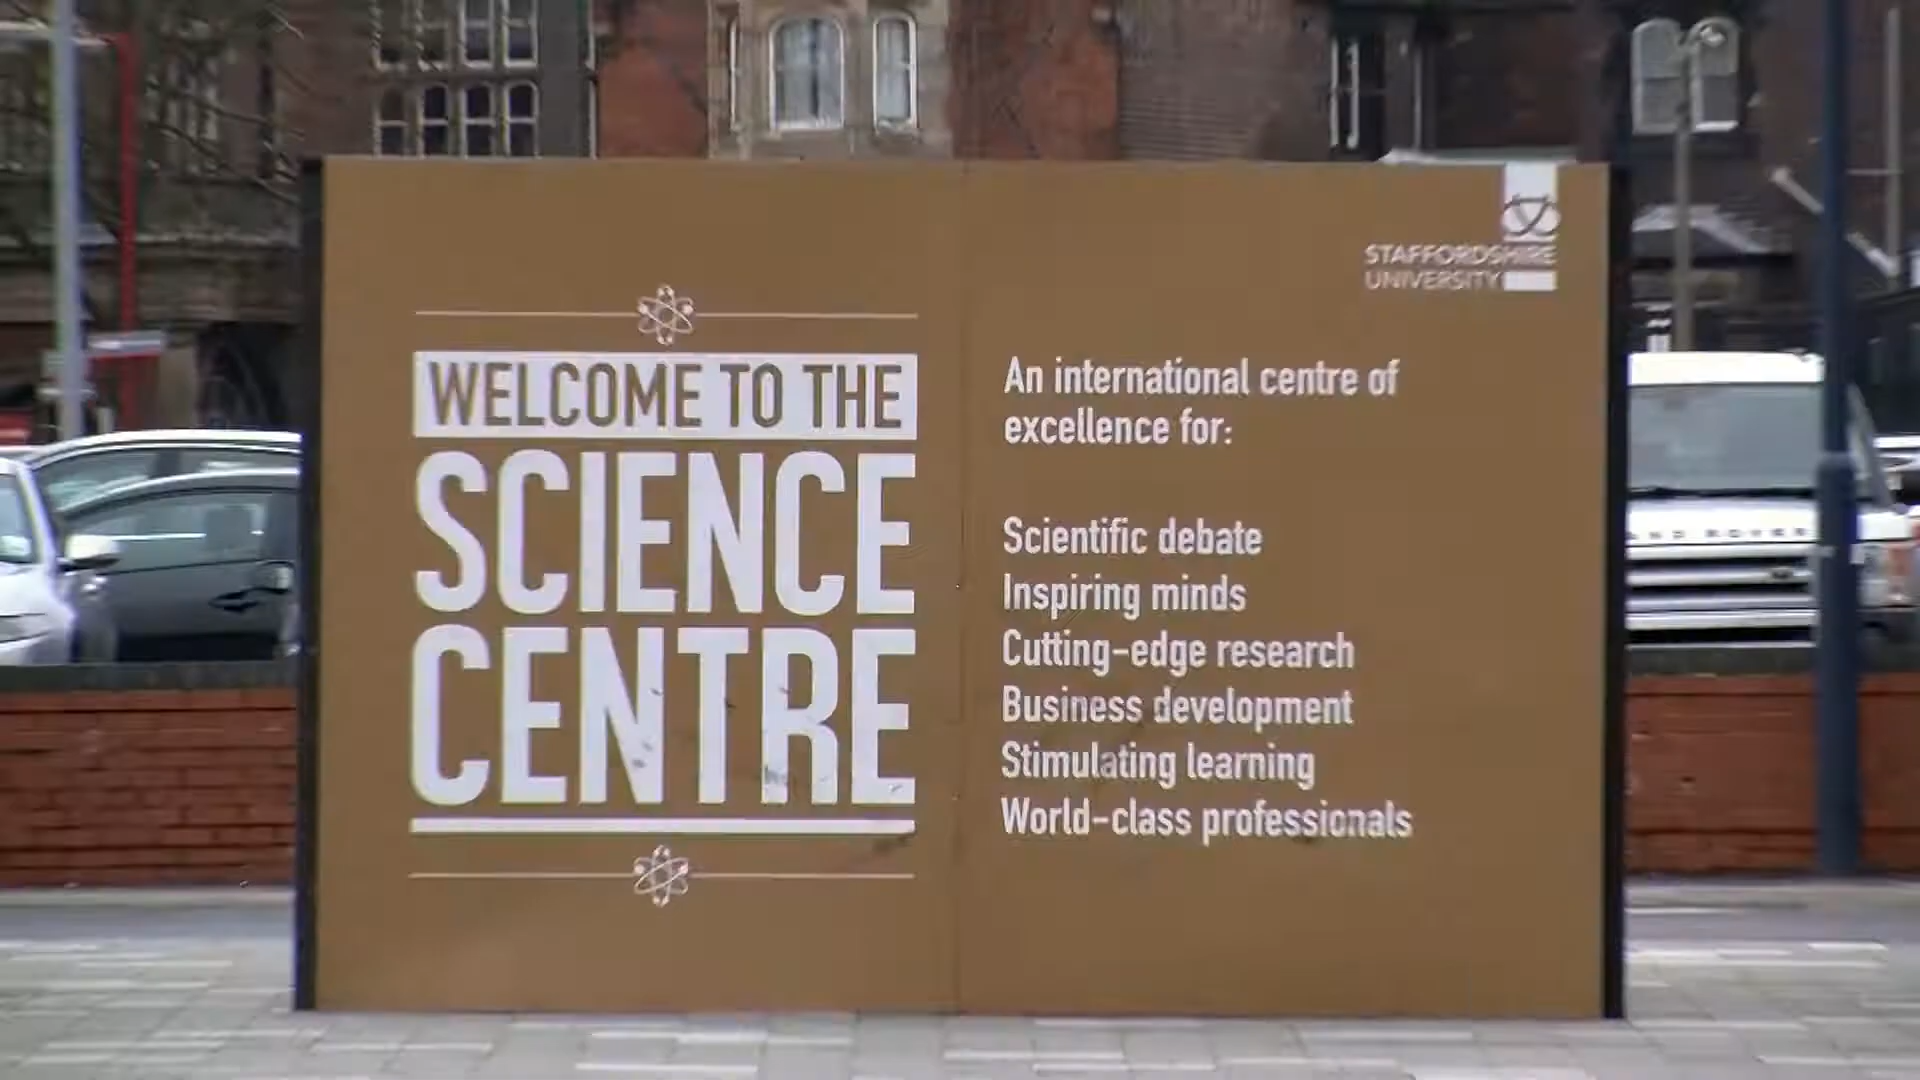 STAFFORDSHIRE
UNIVERSITY
WELCOME TO THE
SCIENCE
CENTRE
An international centre of
excellence for:
Scientific debate
Inspiring minds
Cutting-edge research
Business development
Stimulating learning
World-class professionals
ROVER